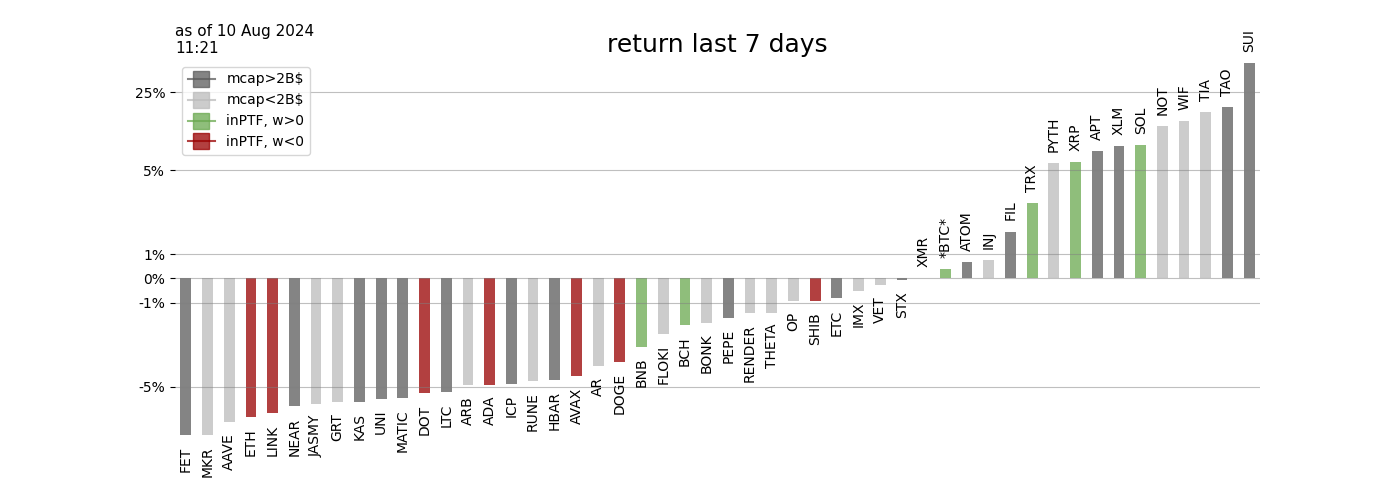 as of 10 Aug 2024
11:21
return last 7 days
mcap>2B$
mcap<2B$
inPTF, w>0
inPTF, w<0
25%
5%
1%
0%
-1%
-5%
FET
MKR
AAVE
ETH
LINK
NEAR
JASMY
GRT
KAS
UNI
MATIC
DOT
LTC
ARB
ADA
ICP
RUNE
HBAR
AVAX
AR
DOGE
BNB
FLOKI
BCH
BONK
PEPE
RENDER
THETA
OP
SHIB
ETC
IMX
VET
STX
XMR
*BTC*
ATOM
INJ
FIL
TRX
PYTH
XRP
APT
XLM
SOL
NOT
WIF
TIA
TAO
SUI